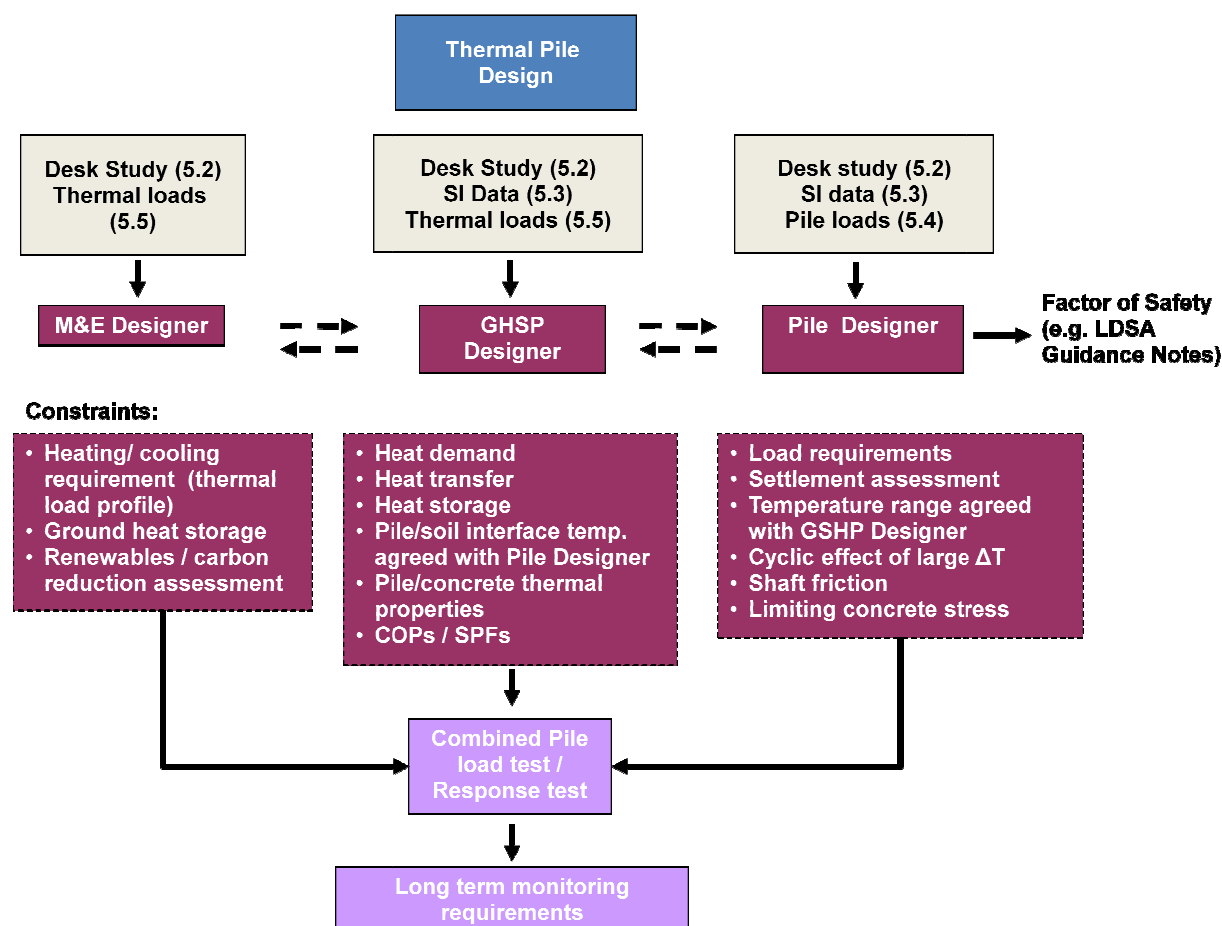 Thermal Pile
Design
Desk Study (5.2)
Thermal loads
(5.5)
Desk Study (5.2)
SI Data (5.3)
Thermal loads (5.5)
Desk study (5.2)
SI data (5.3)
Pile loads (5.4)
M&E Designer
GHSP
Designer
Pile Designer
Factor of Safety
(e.g. LDSA
Guidance Notes)
Constraints:
• Heating/ cooling
requirement (thermal
load profile)
• Ground heat storage
• Renewables / carbon
reduction assessment
• Heat demand
• Heat transfer
• Heat storage
• Pile/soil interface temp.
agreed with Pile Designer
• Pile/concrete thermal
properties
• COPs / SPFs
• Load requirements
• Settlement assessment
• Temperature range agreed
with GSHP Designer
• Cyclic effect of large ΔT
• Shaft friction
• Limiting concrete stress
Combined Pile
load test /
Response test
Long term monitoring
requirements